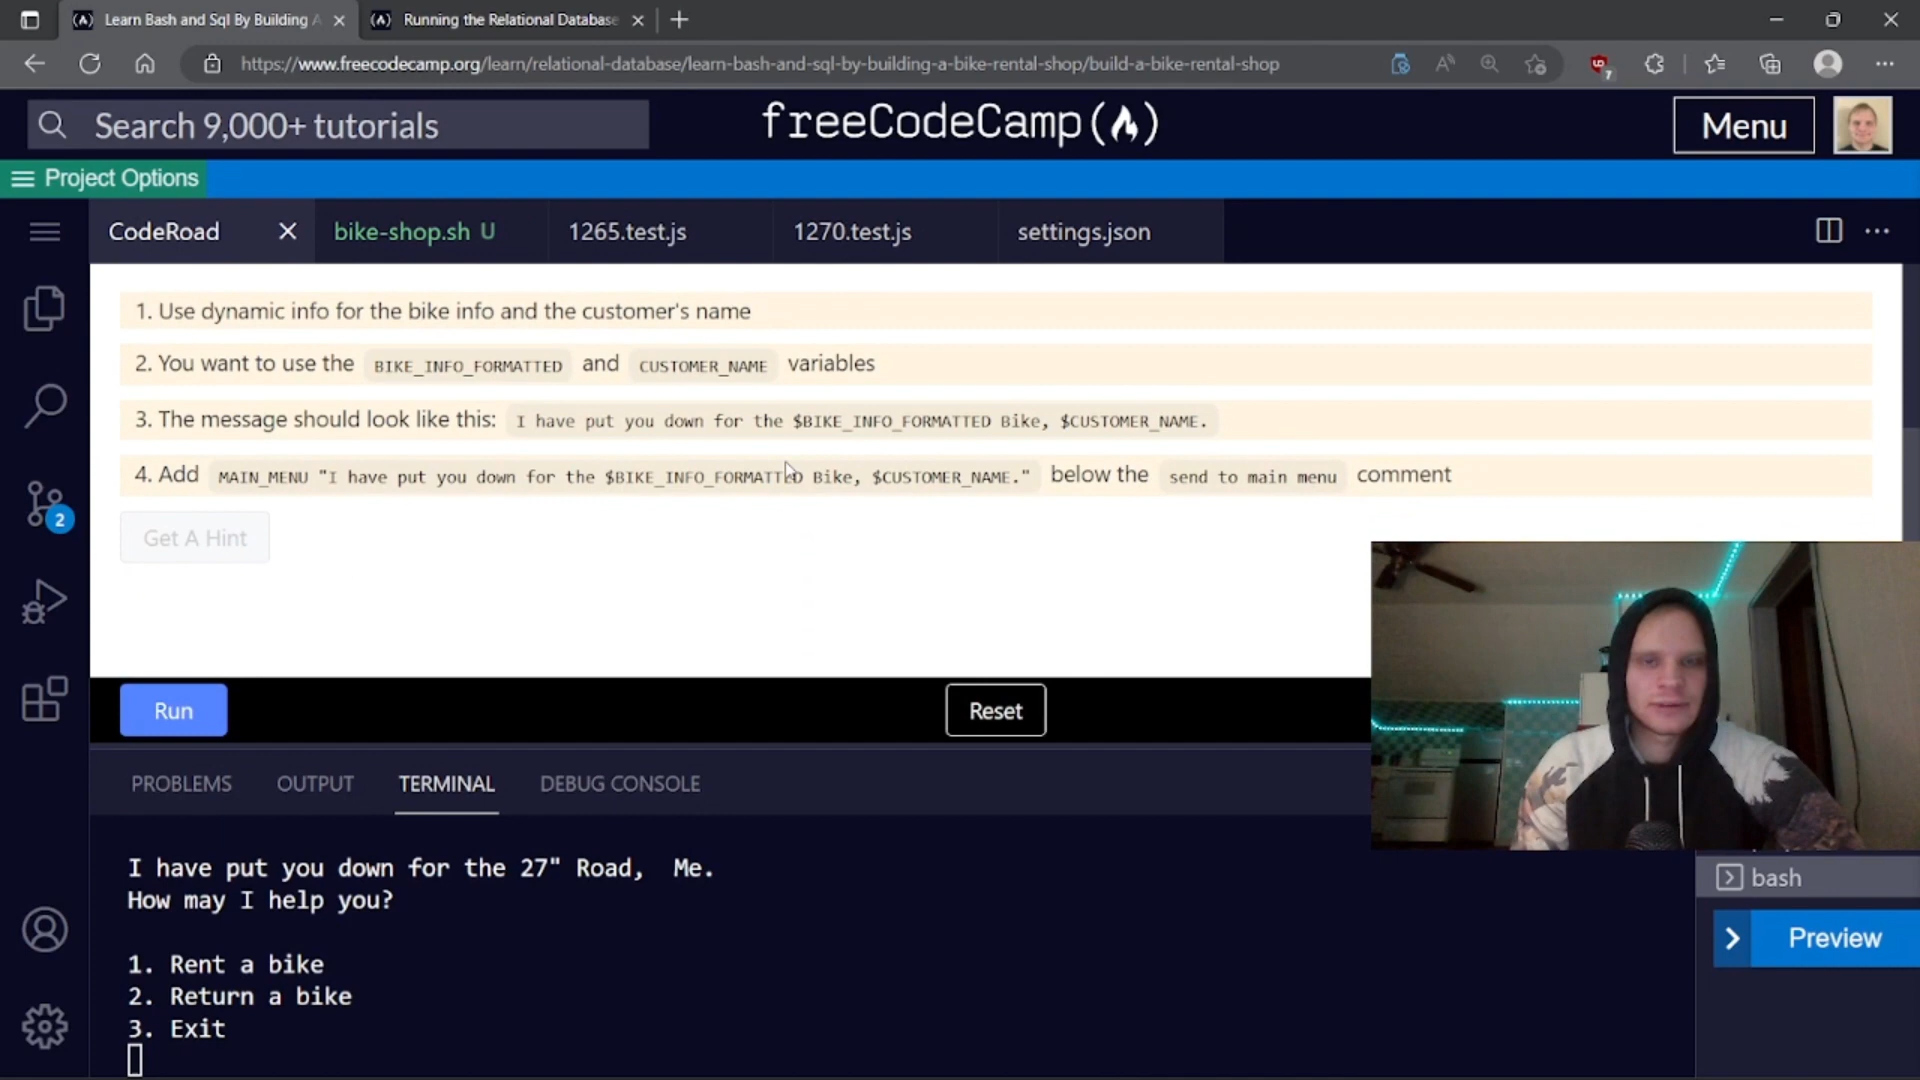 Learn Bash and Sql By Building A
Running the Relational Database
https://www.freecodecamp.org/learn/relational-database/learn-bash-and-sql-by-building-a-bike-rental-shop/build-a-bike-rental-shop
7
Search 9,000+ tutorials
freeCodeCamp
Menu
Project Options
CodeRoad
bike-shop.sh U
1265.test.js
1270.test.js
settings.json
1. Use dynamic info for the bike info and the customer's name
2. You want to use the BIKE_INFO_FORMATTED and CUSTOMER_NAME variables
3. The message should look like this: I have put you down for the $BIKE_INFO_FORMATTED Bike, $CUSTOMER_NAME.
4. Add MAIN_MENU "I have put you down for the $BIKE_INFO_FORMATTED Bike, $CUSTOMER_NAME." below the send to main menu comment
2
Get A Hint
Run
Reset
PROBLEMS
OUTPUT
TERMINAL
DEBUG CONSOLE
I have put you down for the 27" Road,  Me.
How may I help you?
1. Rent a bike
2. Return a bike
3. Exit
bash
Preview